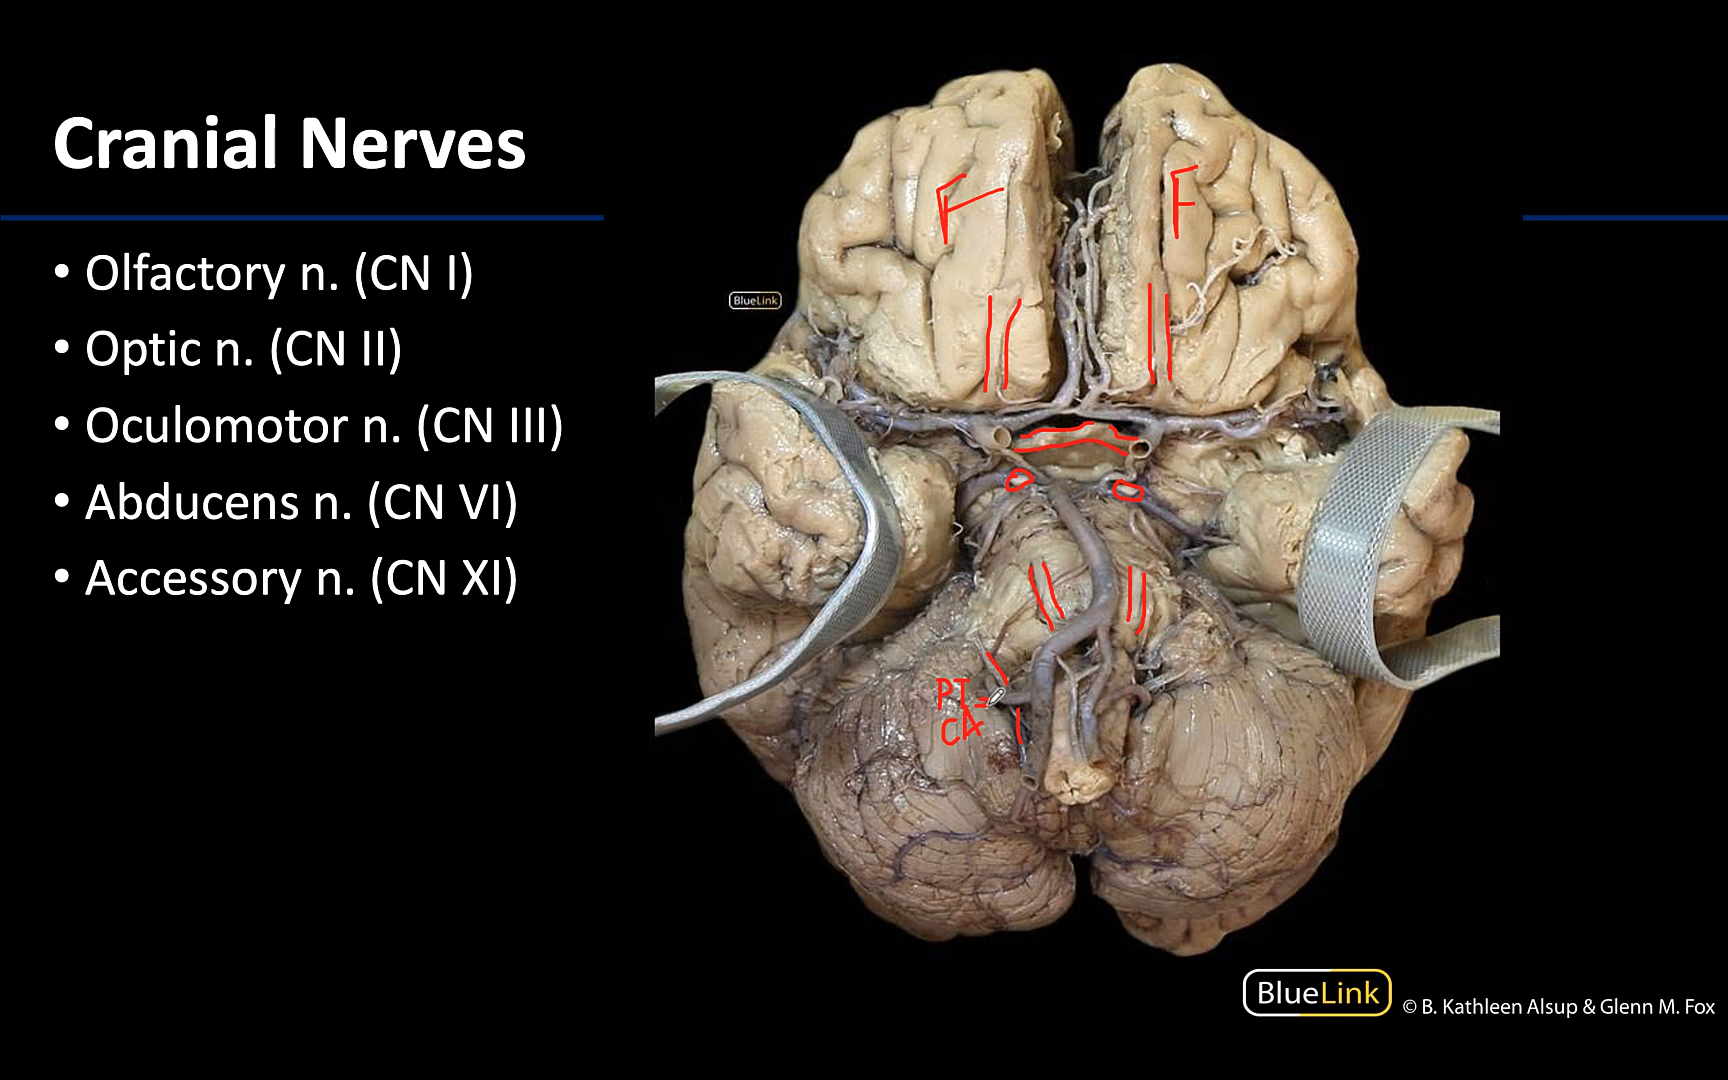 Cranial Nerves
• Olfactory n. (CN I)
• Optic n. (CN II)
• Oculomotor n. (CN III)
• Abducens n. (CN VI)
• Accessory n. (CN XI)
F F
BlueLink
PI
CA
BlueLink © B. Kathleen Alsup & Glenn M. Fox